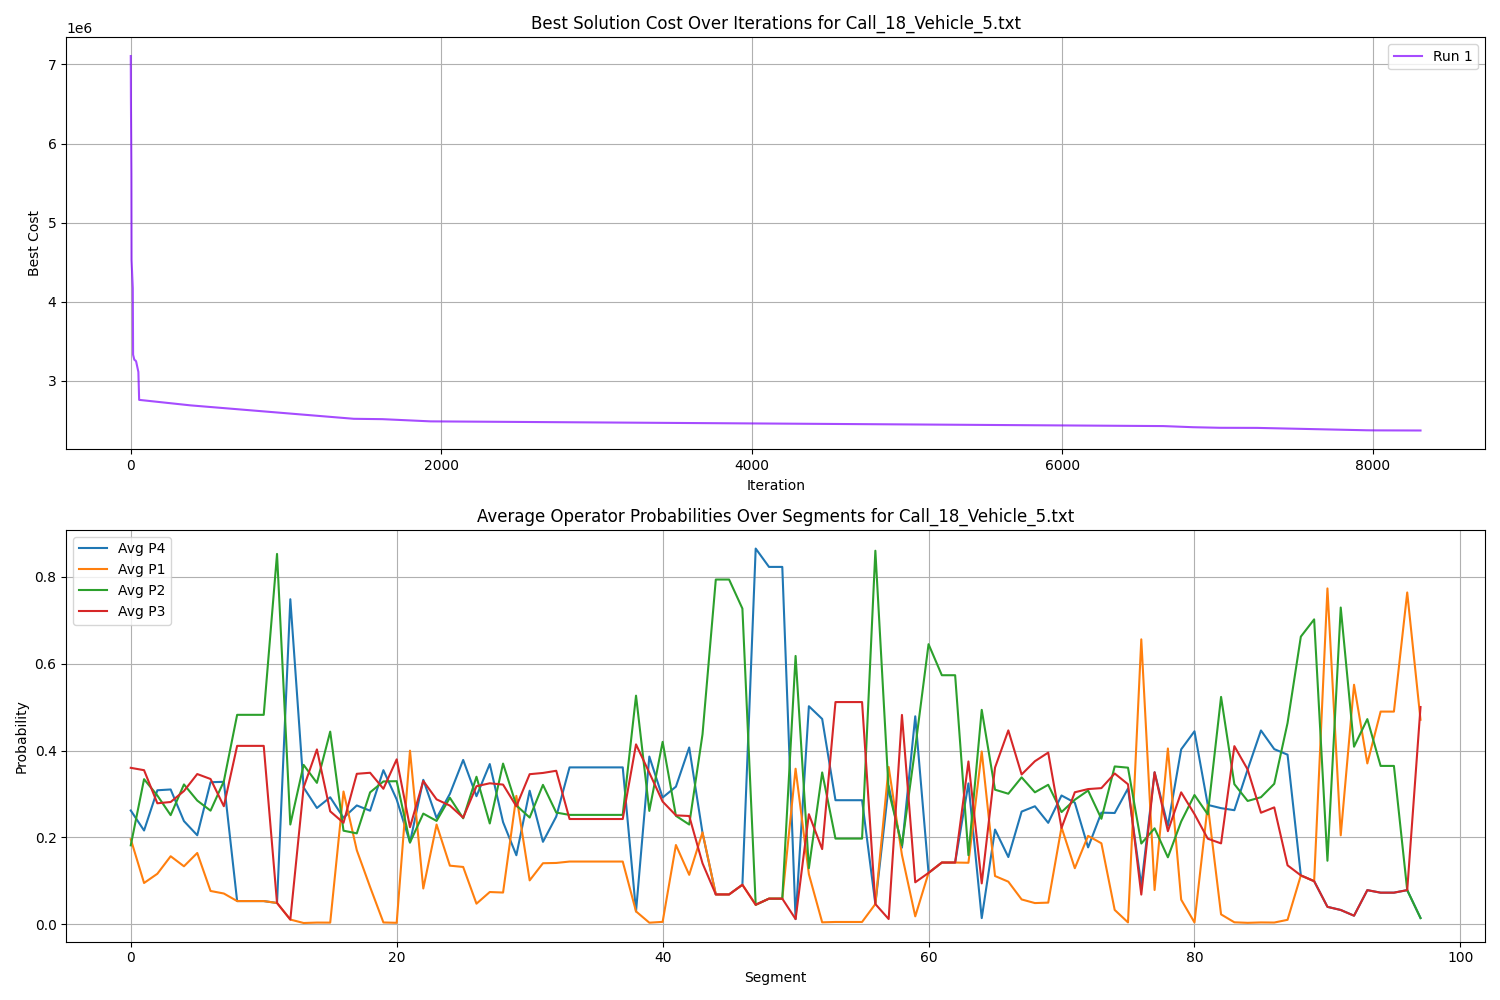 Best Solution Cost Over Iterations for Call_18_Vehicle_5.txt
1e6
7
6
5
4
3
Best Cost
Run 1
0
2000
4000
6000
8000
Iteration
Average Operator Probabilities Over Segments for Call_18_Vehicle_5.txt
Avg P4
Avg P1
Avg P2
Avg P3
0.8
0.6
0.4
0.2
0.0
Probability
0
20
40
60
80
100
Segment